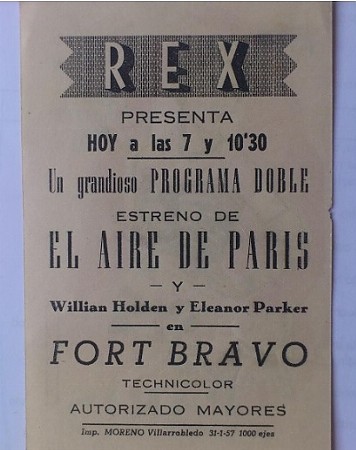 REX
PRESENTA
HOY a las 7 y 10'30
Un grandioso PROGRAMA DOBLE
ESTRENO DE
EL AIRE DE PARIS
— Y —
Willian Holden y Eleanor Parker
en
FORT BRAVO
TECHNICOLOR
AUTORIZADO MAYORES
Imp. MORENO Villarrobledo 31-1-57 1000 ejes